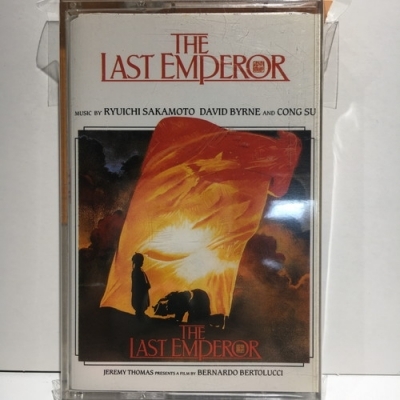 THE
LAST EMPEROR
MUSIC BY RYUICHI SAKAMOTO DAVID BYRNE AND CONG SU
THE
LAST EMPEROR
JEREMY THOMAS PRESENTS A FILM BY BERNARDO BERTOLUCCI